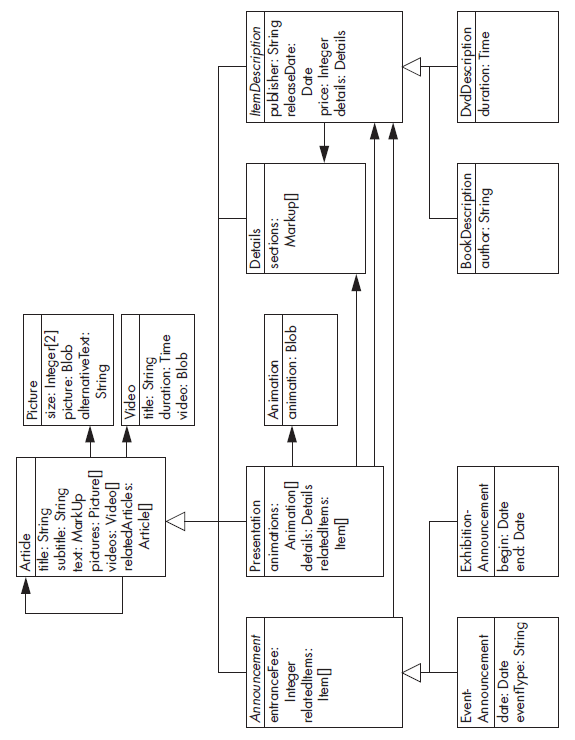 Article
title: String
subtitle: String
text: MarkUp
pictures: Picture[]
videos: Video[]
relatedArticles:
Article[]
Picture
size: Integer[2]
picture: Blob
alternativeText:
String
Video
title: String
duration: Time
video: Blob
Announcement
entranceFee:
Integer
relatedItems:
Item[]
Presentation
animations:
Animation[]
details: Details
relatedItems:
Item[]
Animation
animation: Blob
Details
sections:
Markup[]
ItemDescription
publisher: String
releaseDate:
Date
price: Integer
details: Details
Event-
Announcement
date: Date
eventType: String
Exhibition-
Announcement
begin: Date
end: Date
BookDescription
author: String
DvdDescription
duration: Time